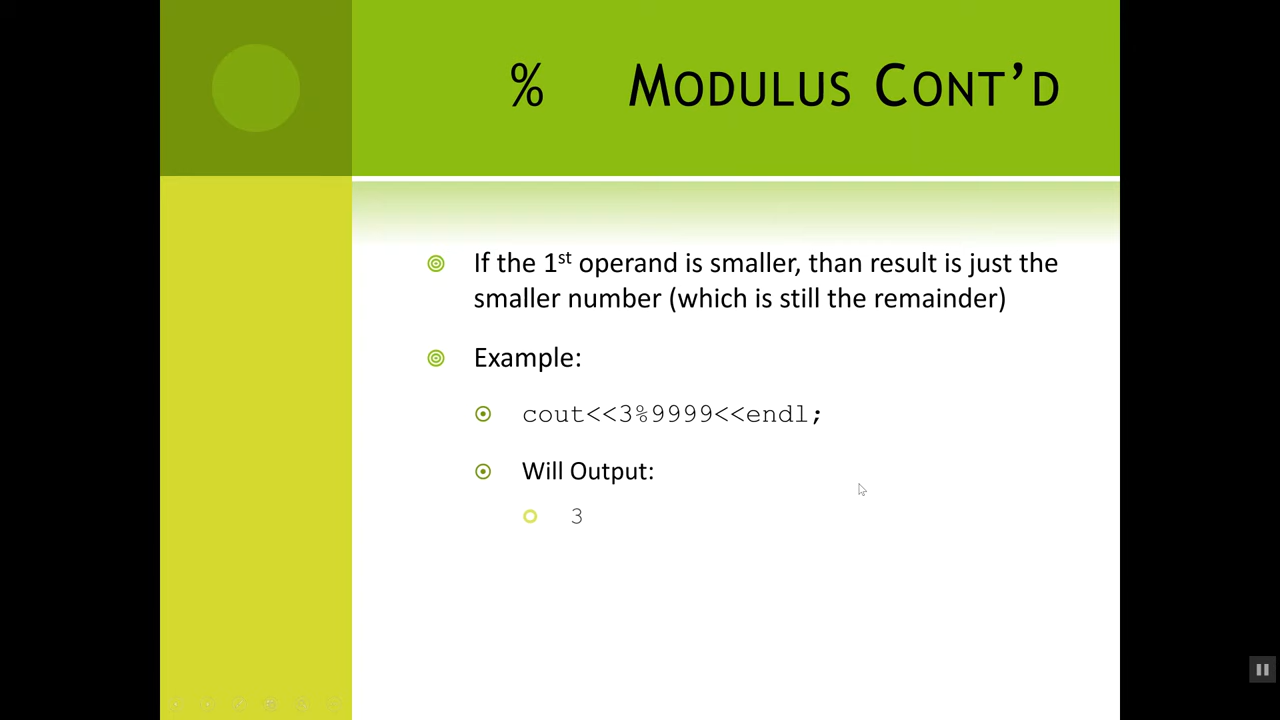 % MODULUS CONT'D
If the 1st operand is smaller, than result is just the
smaller number (which is still the remainder)
Example:
cout<<3%9999<<endl;
Will Output:
3